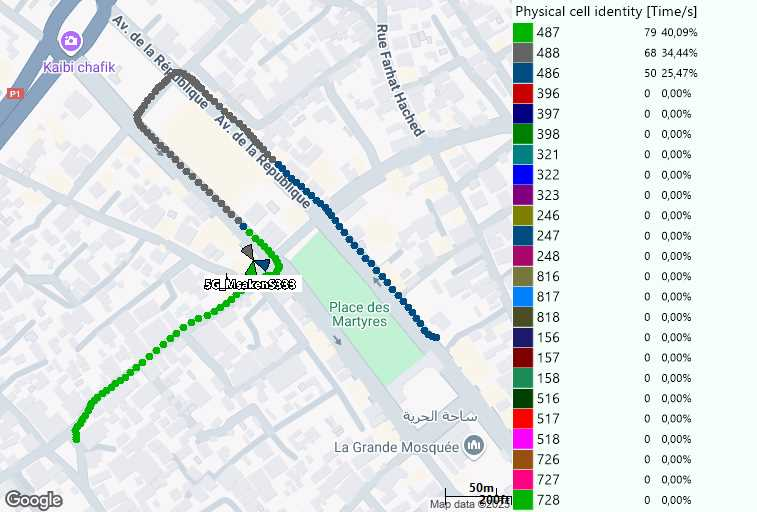 Physical cell identity [Time/s]
487 79 40,09%
488 68 34,44%
486 50 25,47%
396 0 0,00%
397 0 0,00%
398 0 0,00%
321 0 0,00%
322 0 0,00%
323 0 0,00%
246 0 0,00%
247 0 0,00%
248 0 0,00%
816 0 0,00%
817 0 0,00%
818 0 0,00%
156 0 0,00%
157 0 0,00%
158 0 0,00%
516 0 0,00%
517 0 0,00%
518 0 0,00%
726 0 0,00%
727 0 0,00%
728 0 0,00%
Av. de la République
Rue Farhat Hached
Kaibi chafik
P1
Av. de la République
5G_MsakenS333
Place des
Martyres
ساحة الحرية
La Grande Mosquée
50m
200fm
Google
Map data ©2025